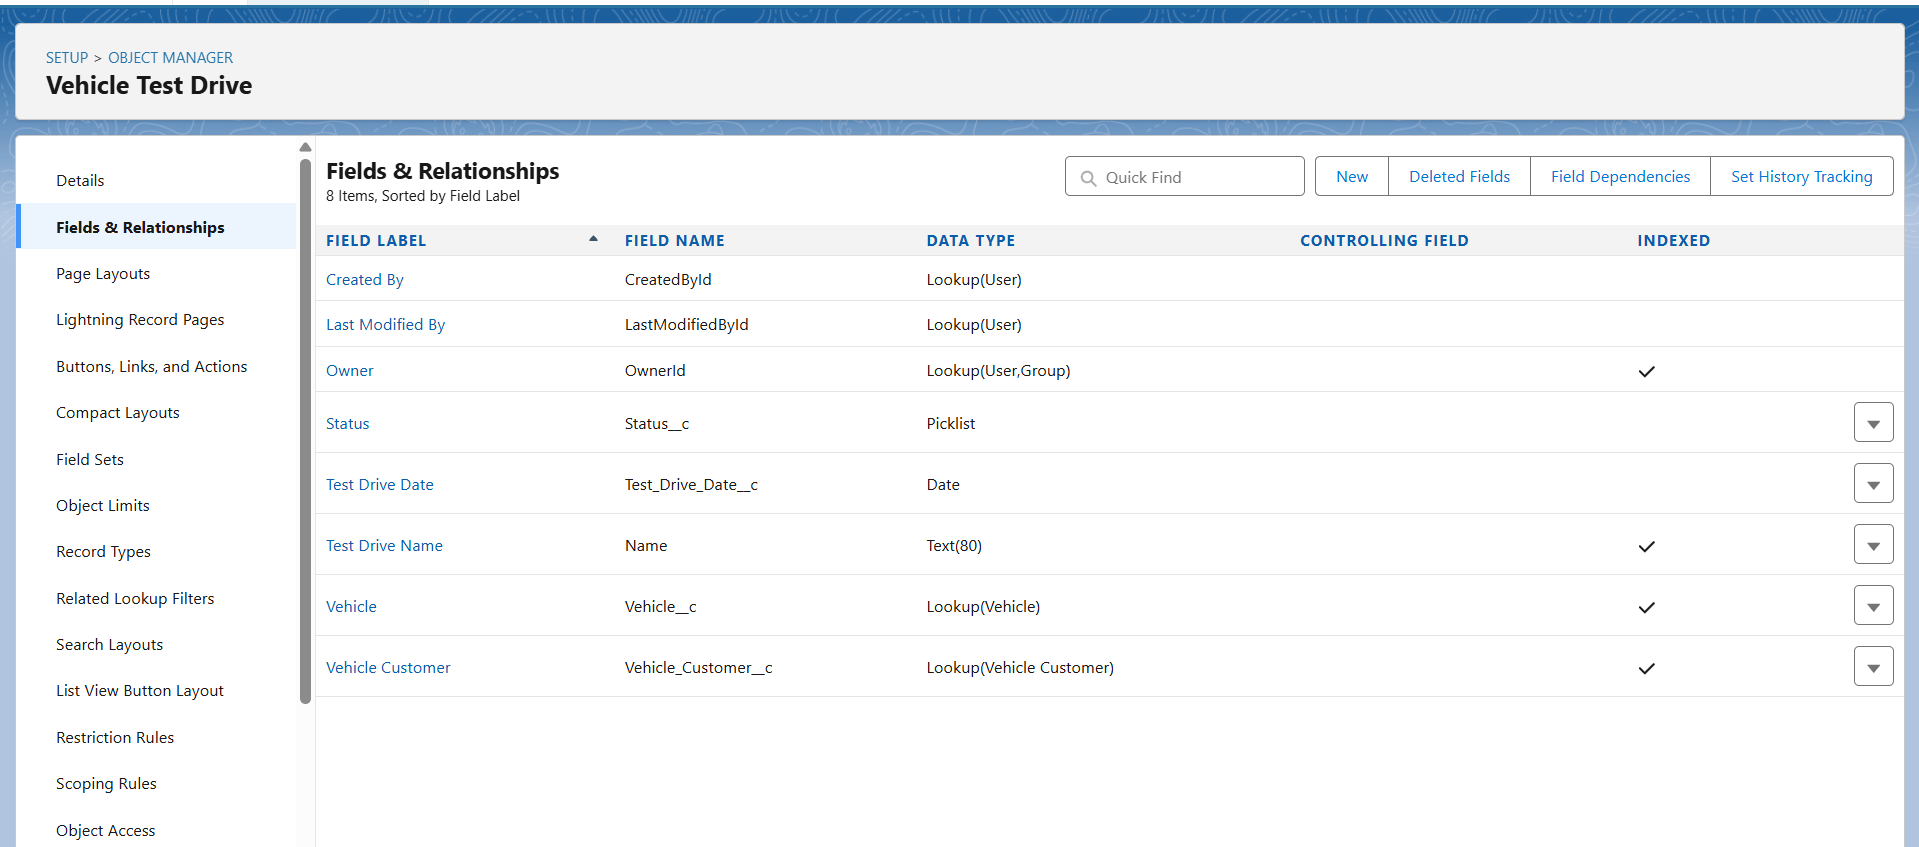 SETUP > OBJECT MANAGER
Vehicle Test Drive
Details
Fields & Relationships
Page Layouts
Lightning Record Pages
Buttons, Links, and Actions
Compact Layouts
Field Sets
Object Limits
Record Types
Related Lookup Filters
Search Layouts
List View Button Layout
Restriction Rules
Scoping Rules
Object Access
Fields & Relationships
8 Items, Sorted by Field Label
Quick Find New Deleted Fields Field Dependencies Set History Tracking
FIELD LABEL FIELD NAME DATA TYPE CONTROLLING FIELD INDEXED
Created By CreatedById Lookup(User)
Last Modified By LastModifiedById Lookup(User)
Owner OwnerId Lookup(User,Group)
Status Status__c Picklist
Test Drive Date Test_Drive_Date__c Date
Test Drive Name Name Text(80)
Vehicle Vehicle__c Lookup(Vehicle)
Vehicle Customer Vehicle_Customer__c Lookup(Vehicle Customer)